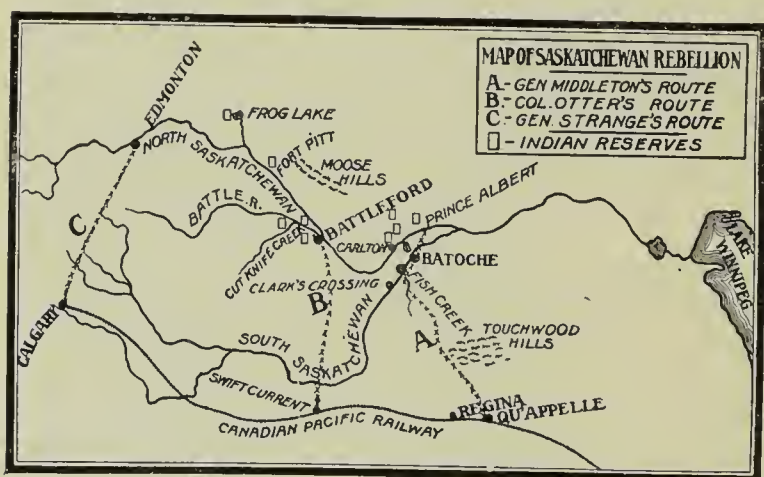 MAP OF SASKATCHEWAN REBELLION
A.- GEN MIDDLETON'S ROUTE
B.- COL. OTTER'S ROUTE
C.- GEN. STRANGE'S ROUTE
- INDIAN RESERVES
EDMONTON
FROG LAKE
NORTH SASKATCHEWAN
FORT PITT
MOOSE
HILLS
BATTLE.R.
BATTLEFORD
PRINCE ALBERT
C
CUT KNIFE CREEK
CARLTON
BATOCHE
LAKE
WINNIPEG
CLARK'S CROSSING
FISH CREEK
B
CALGARY
SOUTH SASKATCHEWAN
A
TOUCHWOOD
HILLS
SWIFT CURRENT
REGINA
QU'APPELLE
CANADIAN PACIFIC RAILWAY